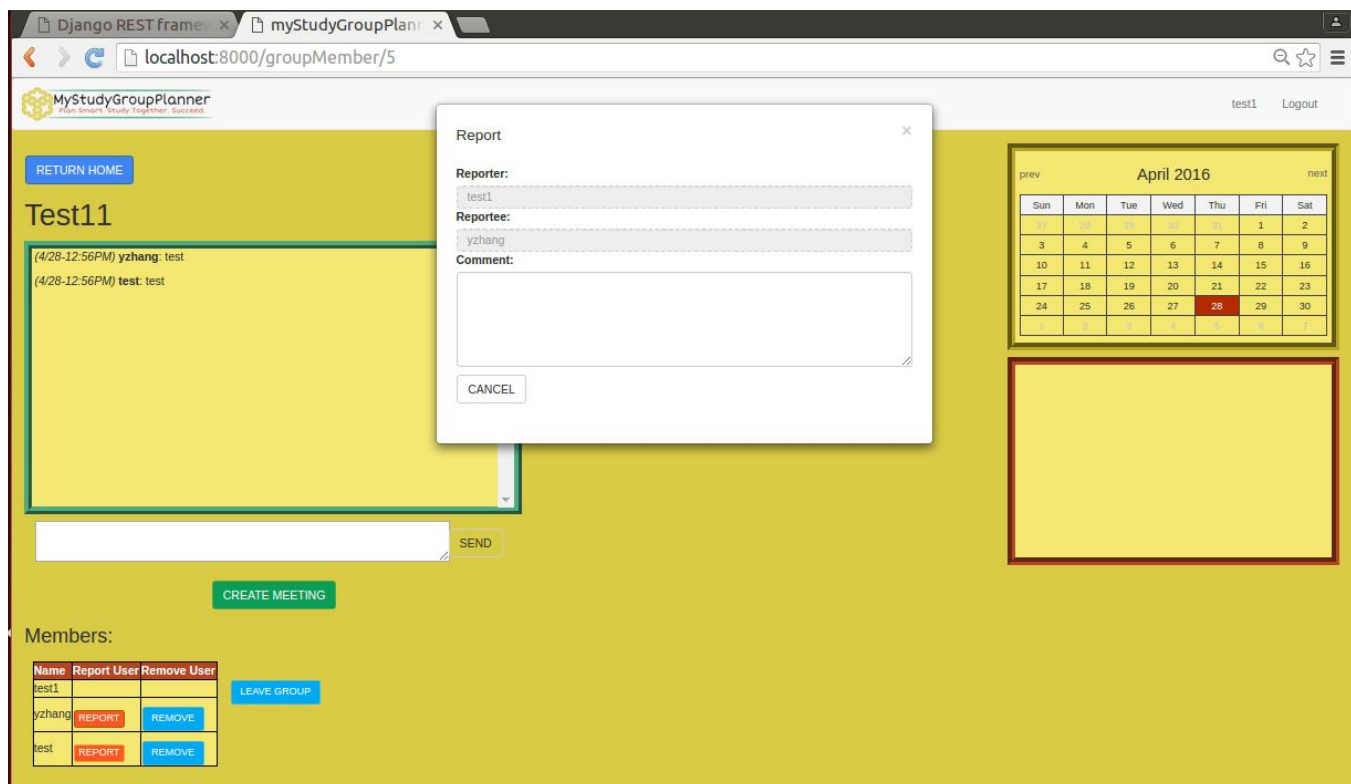 Django REST framew
myStudyGroupPlann
localhost:8000/groupMember/5
MyStudyGroupPlanner
Plan Smart. Study Together. Succeed.
test1 Logout
RETURN HOME
Test11
(4/28-12:56PM) yzhang: test
(4/28-12:56PM) test: test
SEND
CREATE MEETING
Members:
Name Report User Remove User
test1
yzhang REPORT REMOVE
test REPORT REMOVE
LEAVE GROUP
Report ×
Reporter:
test1
Reportee:
yzhang
Comment:
CANCEL
prev April 2016 next
Sun Mon Tue Wed Thu Fri Sat
27 28 29 30 31 1 2
3 4 5 6 7 8 9
10 11 12 13 14 15 16
17 18 19 20 21 22 23
24 25 26 27 28 29 30
1 2 3 4 5 6 7